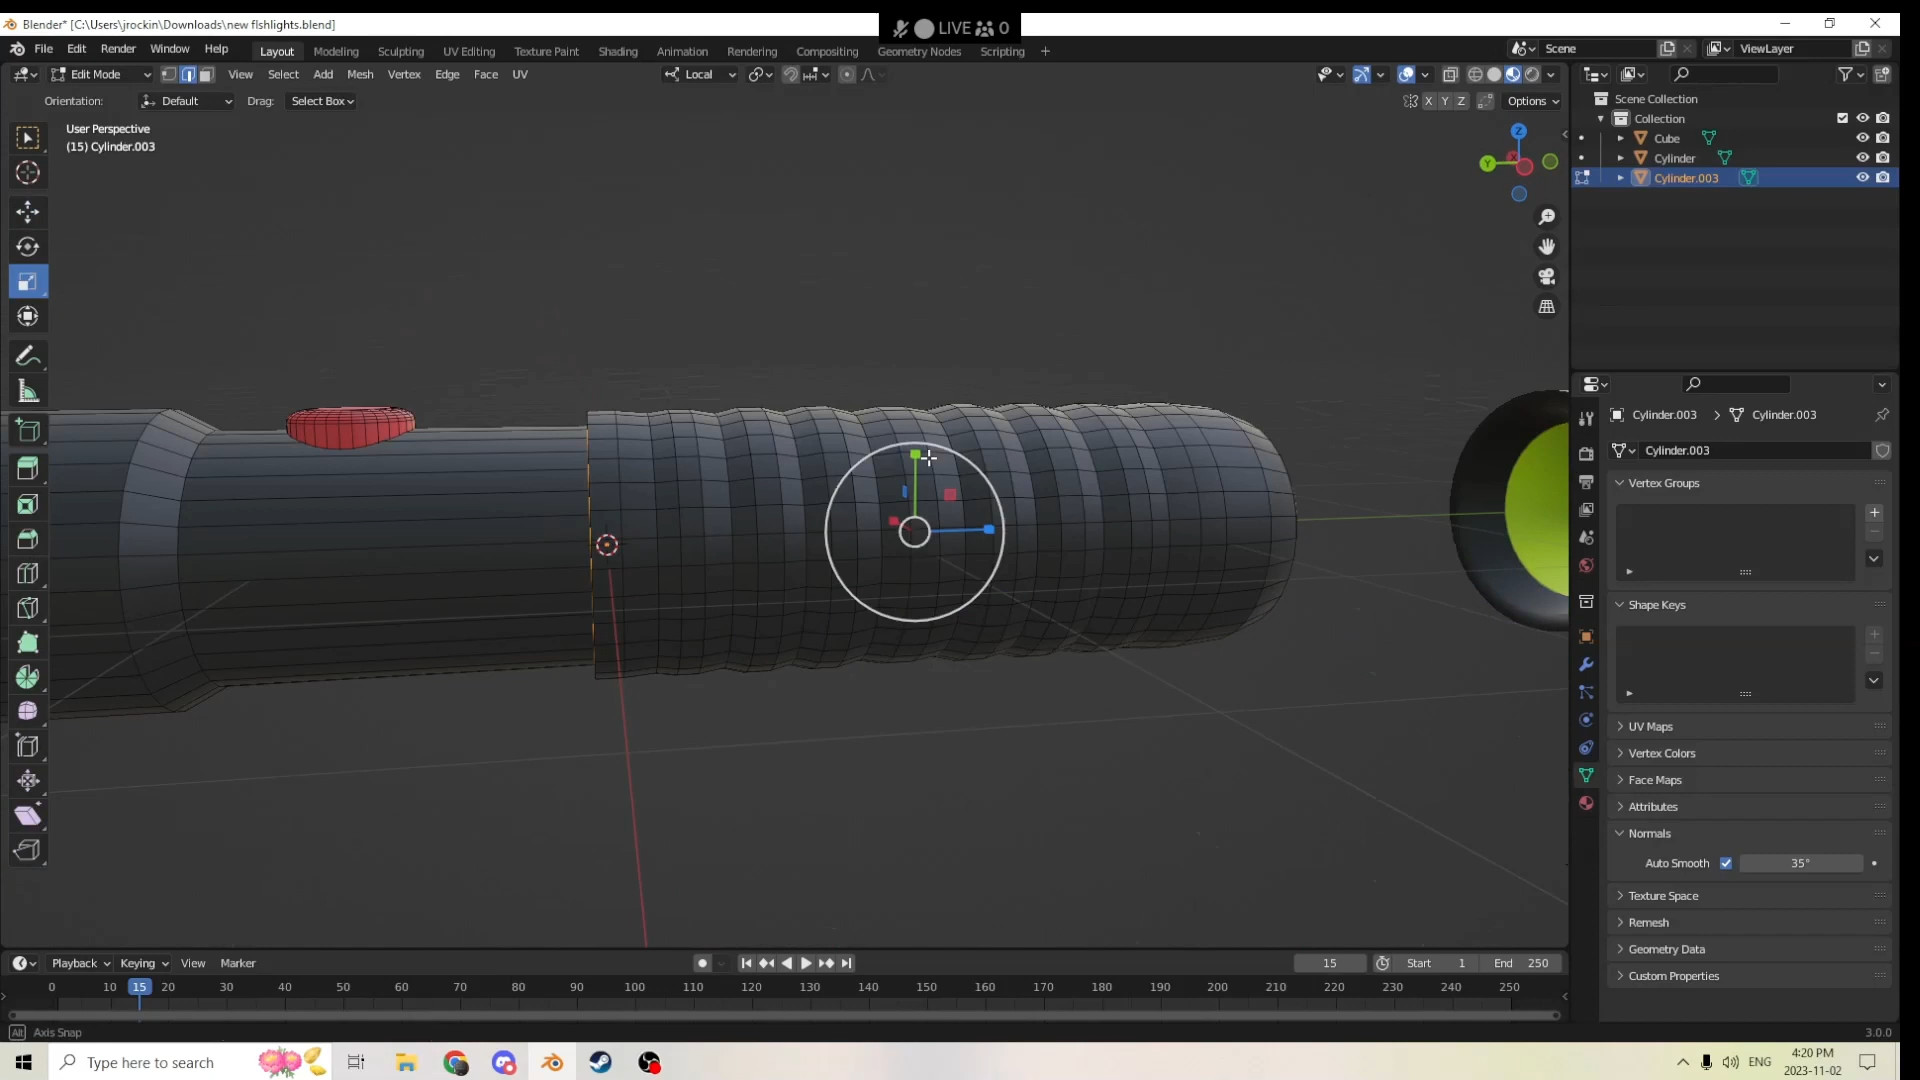 Blender* [C:\Users\jrockin\Downloads\new flshlights.blend]
LIVE 0
File Edit Render Window Help Layout Modeling Sculpting UV Editing Texture Paint Shading Animation Rendering Compositing Geometry Nodes Scripting + Scene ViewLayer
Edit Mode View Select Add Mesh Vertex Edge Face UV Local
Orientation: Default Drag: Select Box X Y Z Options
User Perspective
(15) Cylinder.003
Z
Y
X
Scene Collection
Collection
Cube
Cylinder
Cylinder.003
Cylinder.003 > Cylinder.003
Cylinder.003
Vertex Groups
Shape Keys
UV Maps
Vertex Colors
Face Maps
Attributes
Normals
Auto Smooth 35°
Texture Space
Remesh
Geometry Data
Custom Properties
Playback Keying View Marker 15 Start 1 End 250
0 10 15 20 30 40 50 60 70 80 90 100 110 120 130 140 150 160 170 180 190 200 210 220 230 240 250
Alt Axis Snap 3.0.0
Type here to search ENG 4:20 PM
2023-11-02